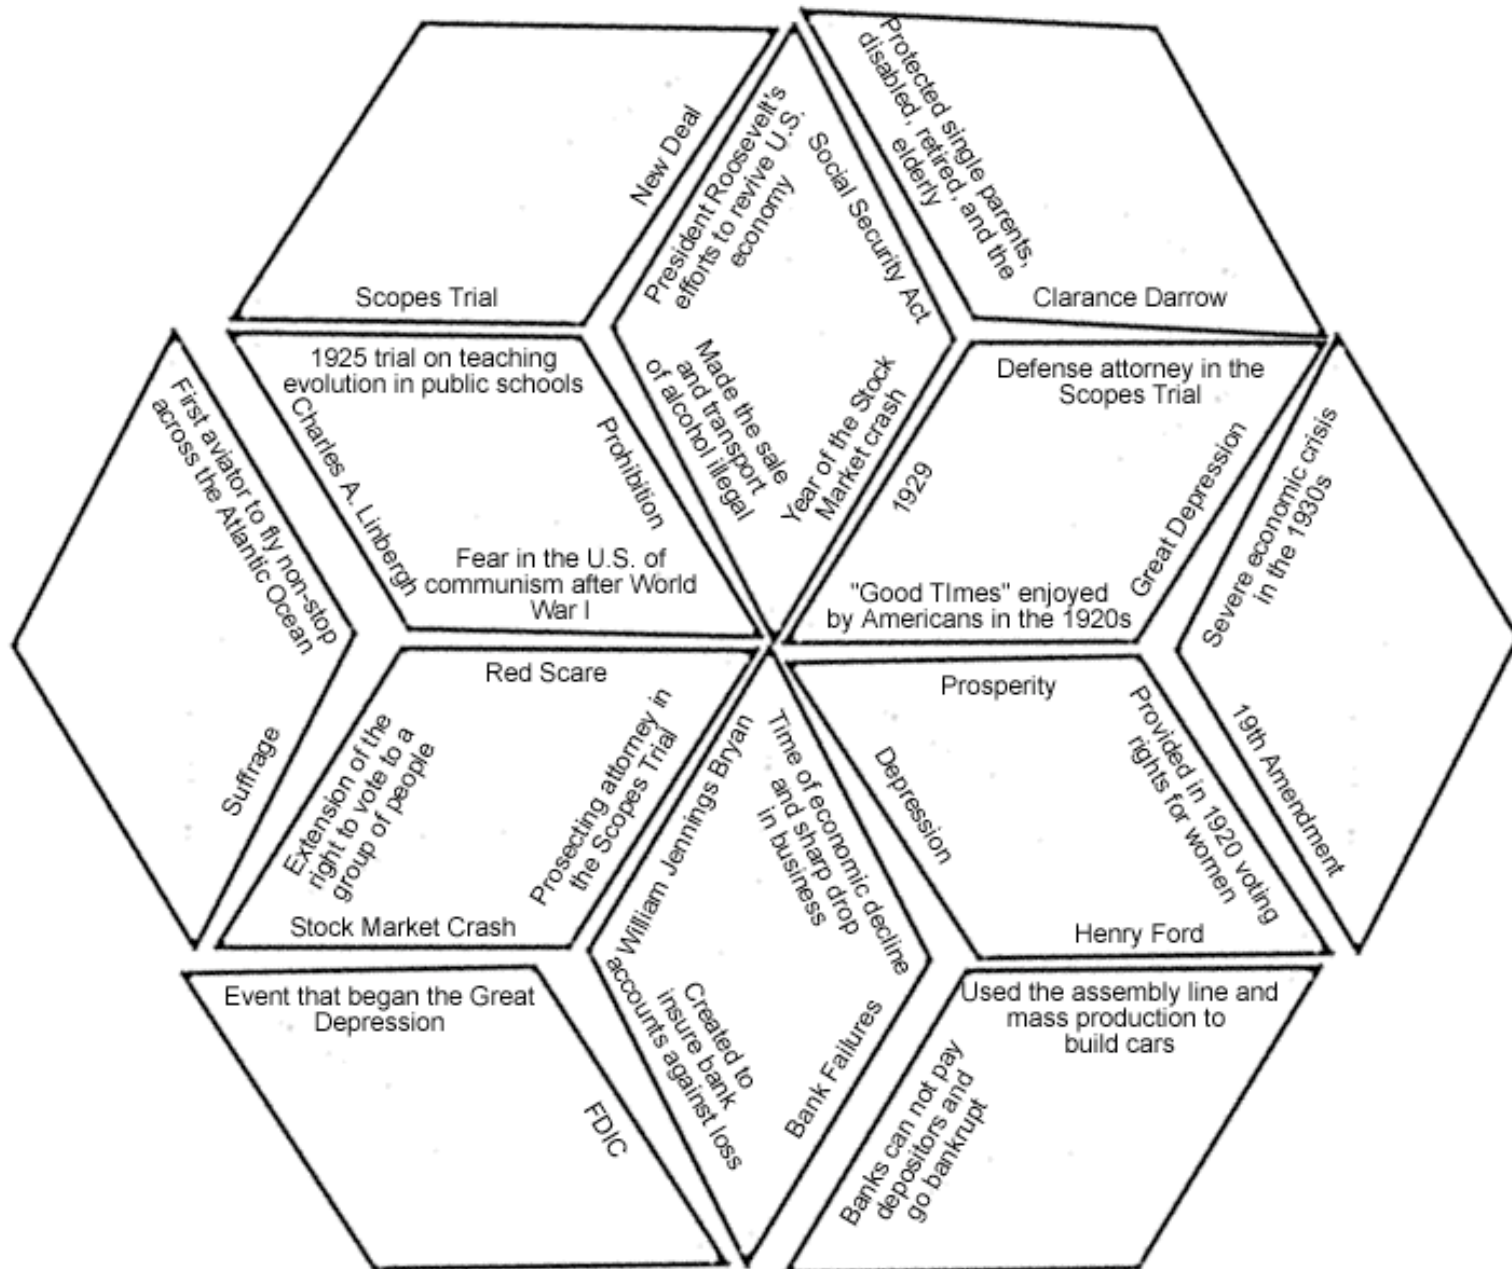 New Deal
Scopes Trial
President Roosevelt's
efforts to revive U.S.
economy
Social Security Act
Made the sale
and transport
of alcohol illegal
Year of the Stock
Market crash
Protected single parents,
disabled, retired, and the
elderly
Clarance Darrow
1925 trial on teaching
evolution in public schools
Charles A. Linbergh
Prohibition
Fear in the U.S. of
communism after World
War I
Defense attorney in the
Scopes Trial
1929
Great Depression
"Good TImes" enjoyed
by Americans in the 1920s
First aviator to fly non-stop
across the Atlantic Ocean
Suffrage
Severe economic crisis
in the 1930s
19th Amendment
Red Scare
Extension of the
right to vote to a
group of people
Prosecting attorney in
the Scopes Trial
Stock Market Crash
William Jennings Bryan
Time of economic decline
and sharp drop
in business
Created to
insure bank
accounts against loss
Bank Failures
Prosperity
Depression
Provided in 1920 voting
rights for women
Henry Ford
Event that began the Great
Depression
FDIC
Used the assembly line and
mass production to
build cars
Banks can not pay
depositors and
go bankrupt